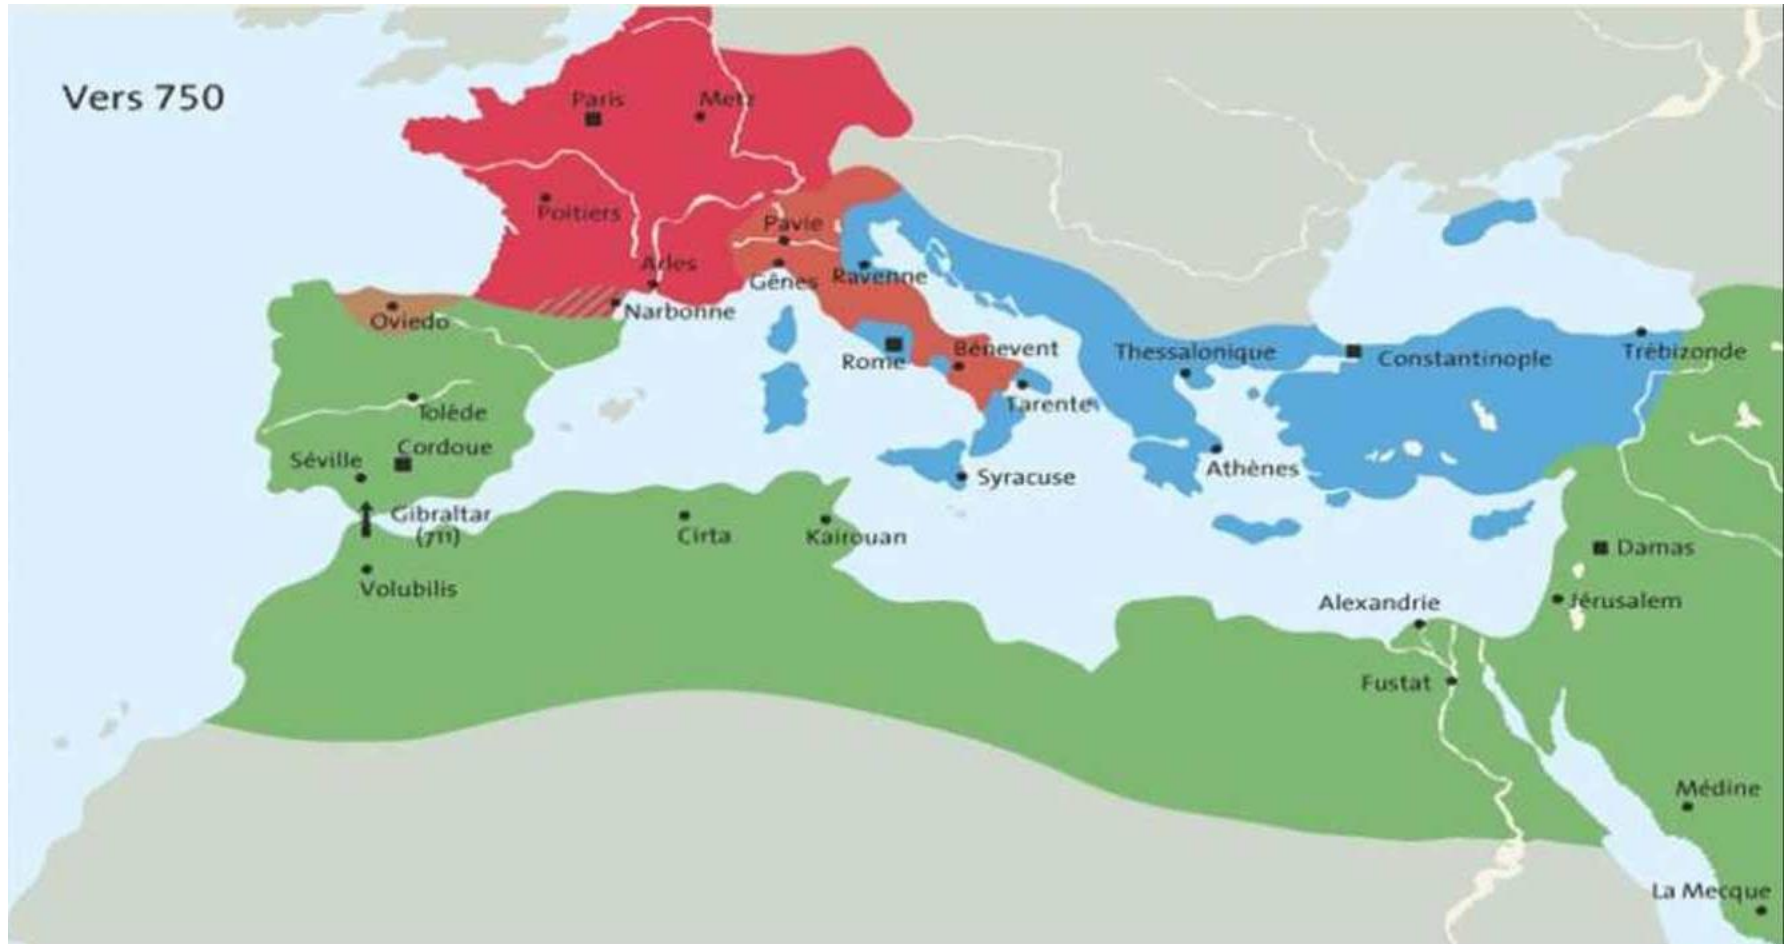 Vers 750
Paris
Metz
Poitiers
Pavie
Arles
Gênes
Ravenne
Narbonne
Oviedo
Rome
Bénevent
Thessalonique
Constantinople
Trébizonde
Tarente
Tolède
Cordoue
Séville
Syracuse
Athènes
Gibraltar
(711)
Cirta
Kairouan
Damas
Volubilis
Alexandrie
Jérusalem
Fustat
Médine
La Mecque